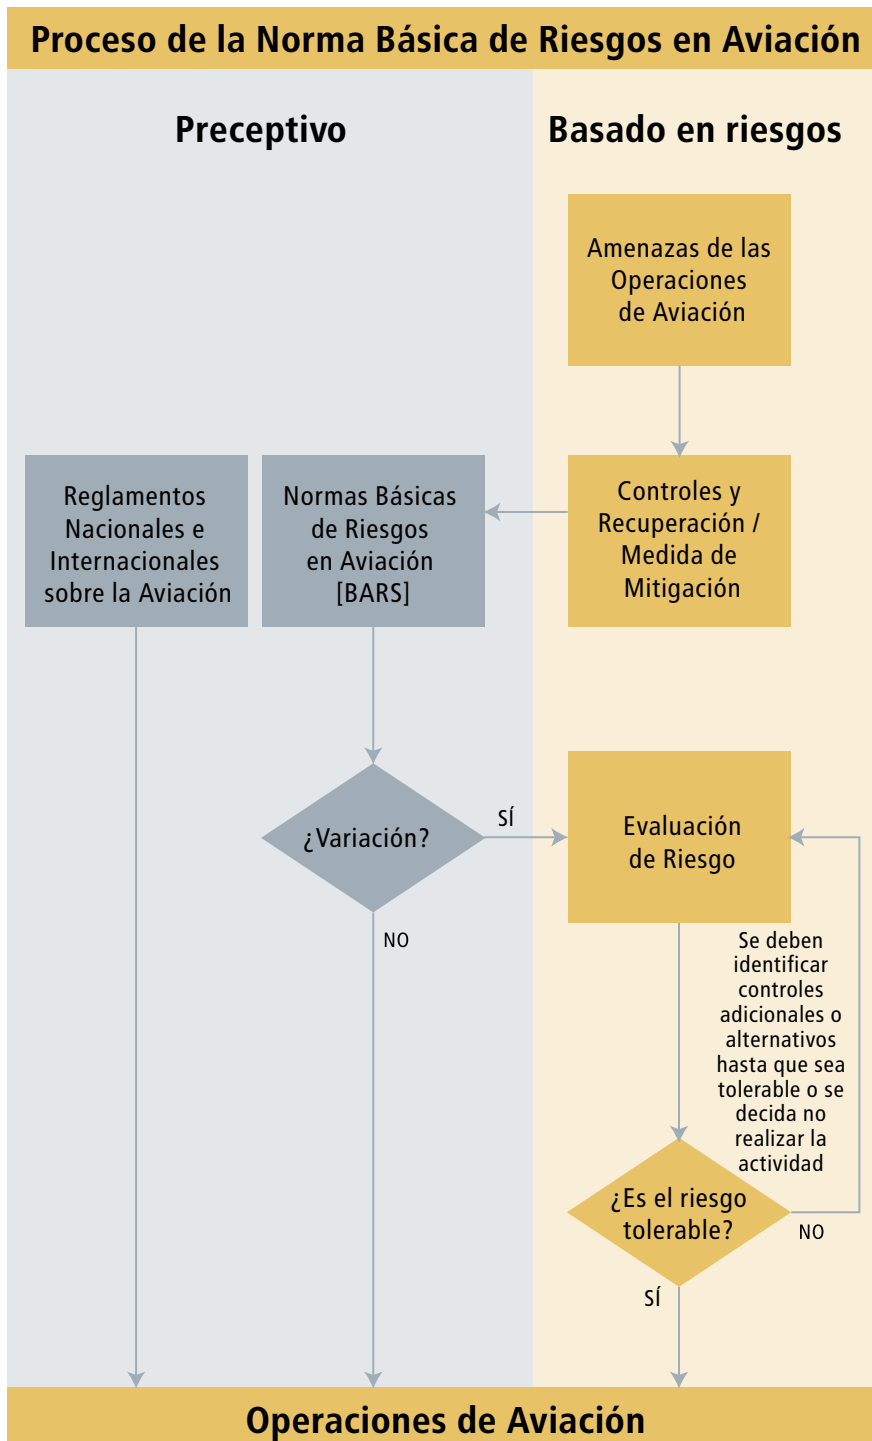 Proceso de la Norma Básica de Riesgos en Aviación
Preceptivo
Basado en riesgos
Amenazas de las
Operaciones
de Aviación
Reglamentos
Nacionales e
Internacionales
sobre la Aviación
Normas Básicas
de Riesgos
en Aviación
[BARS]
Controles y
Recuperación /
Medida de
Mitigación
¿Variación?
SÍ
NO
Evaluación
de Riesgo
Se deben
identificar
controles
adicionales o
alternativos
hasta que sea
tolerable o se
decida no
realizar la
actividad
¿Es el riesgo
tolerable?
NO
SÍ
Operaciones de Aviación